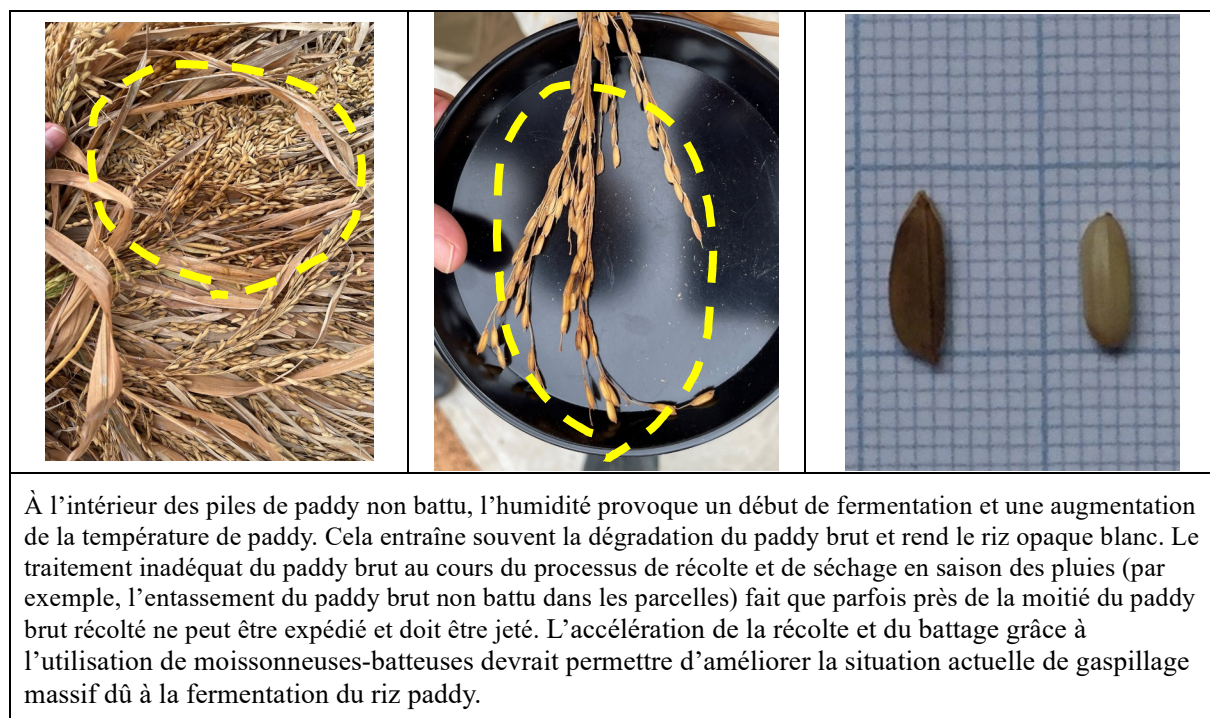 À l’intérieur des piles de paddy non battu, l’humidité provoque un début de fermentation et une augmentation
de la température de paddy. Cela entraîne souvent la dégradation du paddy brut et rend le riz opaque blanc. Le
traitement inadéquat du paddy brut au cours du processus de récolte et de séchage en saison des pluies (par
exemple, l’entassement du paddy brut non battu dans les parcelles) fait que parfois près de la moitié du paddy
brut récolté ne peut être expédié et doit être jeté. L’accélération de la récolte et du battage grâce à
l’utilisation de moissonneuses-batteuses devrait permettre d’améliorer la situation actuelle de gaspillage
massif dû à la fermentation du riz paddy.